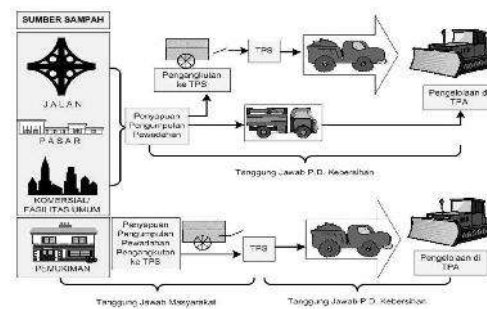 SUMBER SAMPAH
JALAN
PASAR
KOMERSIAL/
FASILITAS UMUM
PEMUKIMAN
Penyapuan
Pengumpulan
Pewadahan
Pengangkutan
ke TPS
TPS
Pengelolaan di
TPA
Tanggung Jawab P.D. Kebersihan
Penyapuan
Pengumpulan
Pewadahan
Pengangkutan
ke TPS
TPS
Pengelolaan di
TPA
Tanggung Jawab Masyarakat
Tanggung Jawab P.D. Kebersihan